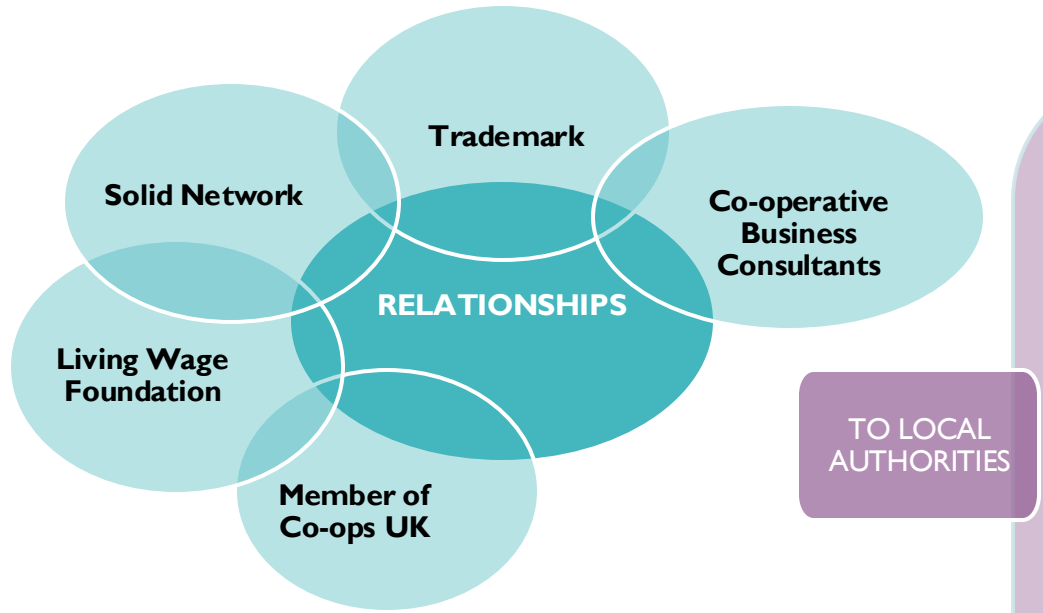 Trademark
Solid Network
Co-operative
Business
Consultants
RELATIONSHIPS
Living Wage
Foundation
TO LOCAL
AUTHORITIES
Member of
Co-ops UK